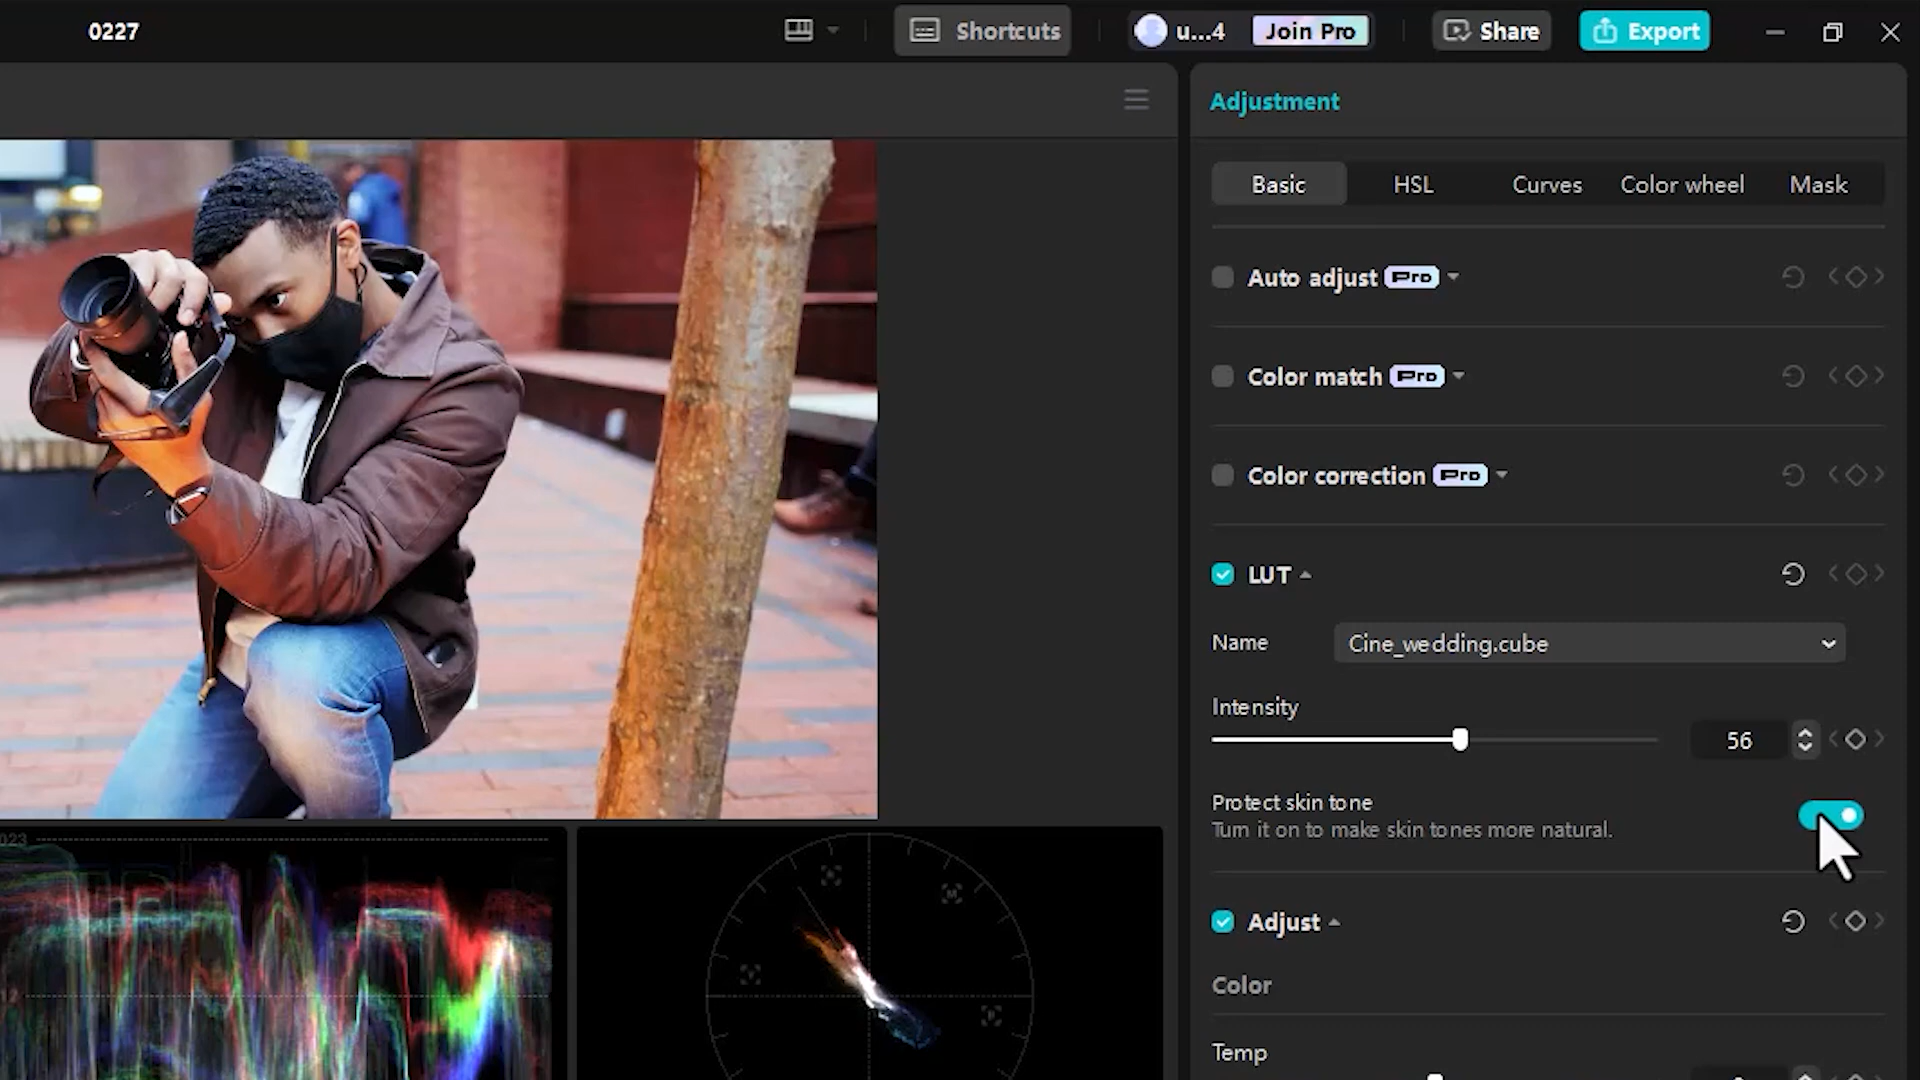 0227
Shortcuts
u...4
Join Pro
Share
Export
Adjustment
Basic
HSL
Curves
Color wheel
Mask
Auto adjust Pro
Color match Pro
Color correction Pro
LUT
Name
Cine_wedding.cube
Intensity
56
Protect skin tone
Turn it on to make skin tones more natural.
Adjust
Color
Temp
023
12
M